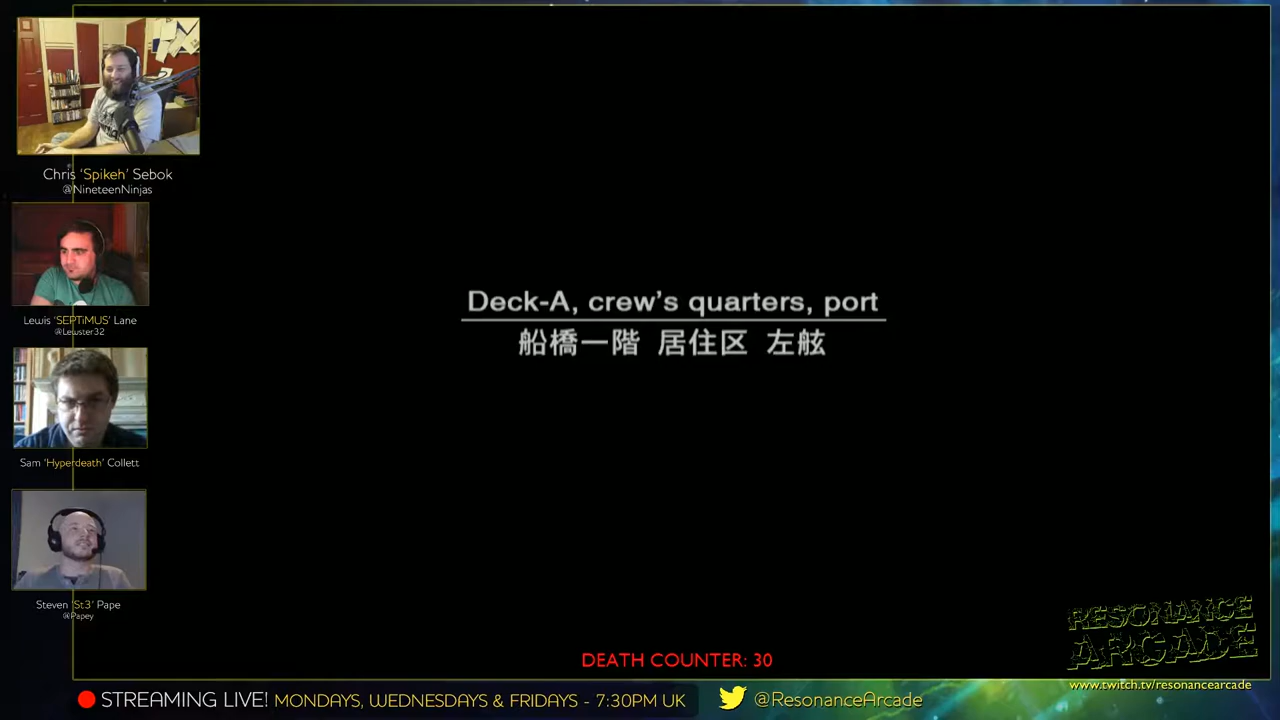 Chris 'Spikeh' Sebok
@NineteenNinjas
Lewis 'SEPTiMUS' Lane
@Lewster32
Sam 'Hyperdeath' Collett
Steven 'St3' Pape
@Papey
Deck-A, crew's quarters, port
船橋一階 居住区 左舷
DEATH COUNTER: 30
RESONANCE
ARCADE
www.twitch.tv/resonancearcade
STREAMING LIVE! MONDAYS, WEDNESDAYS & FRIDAYS - 7:30PM UK
@ResonanceArcade